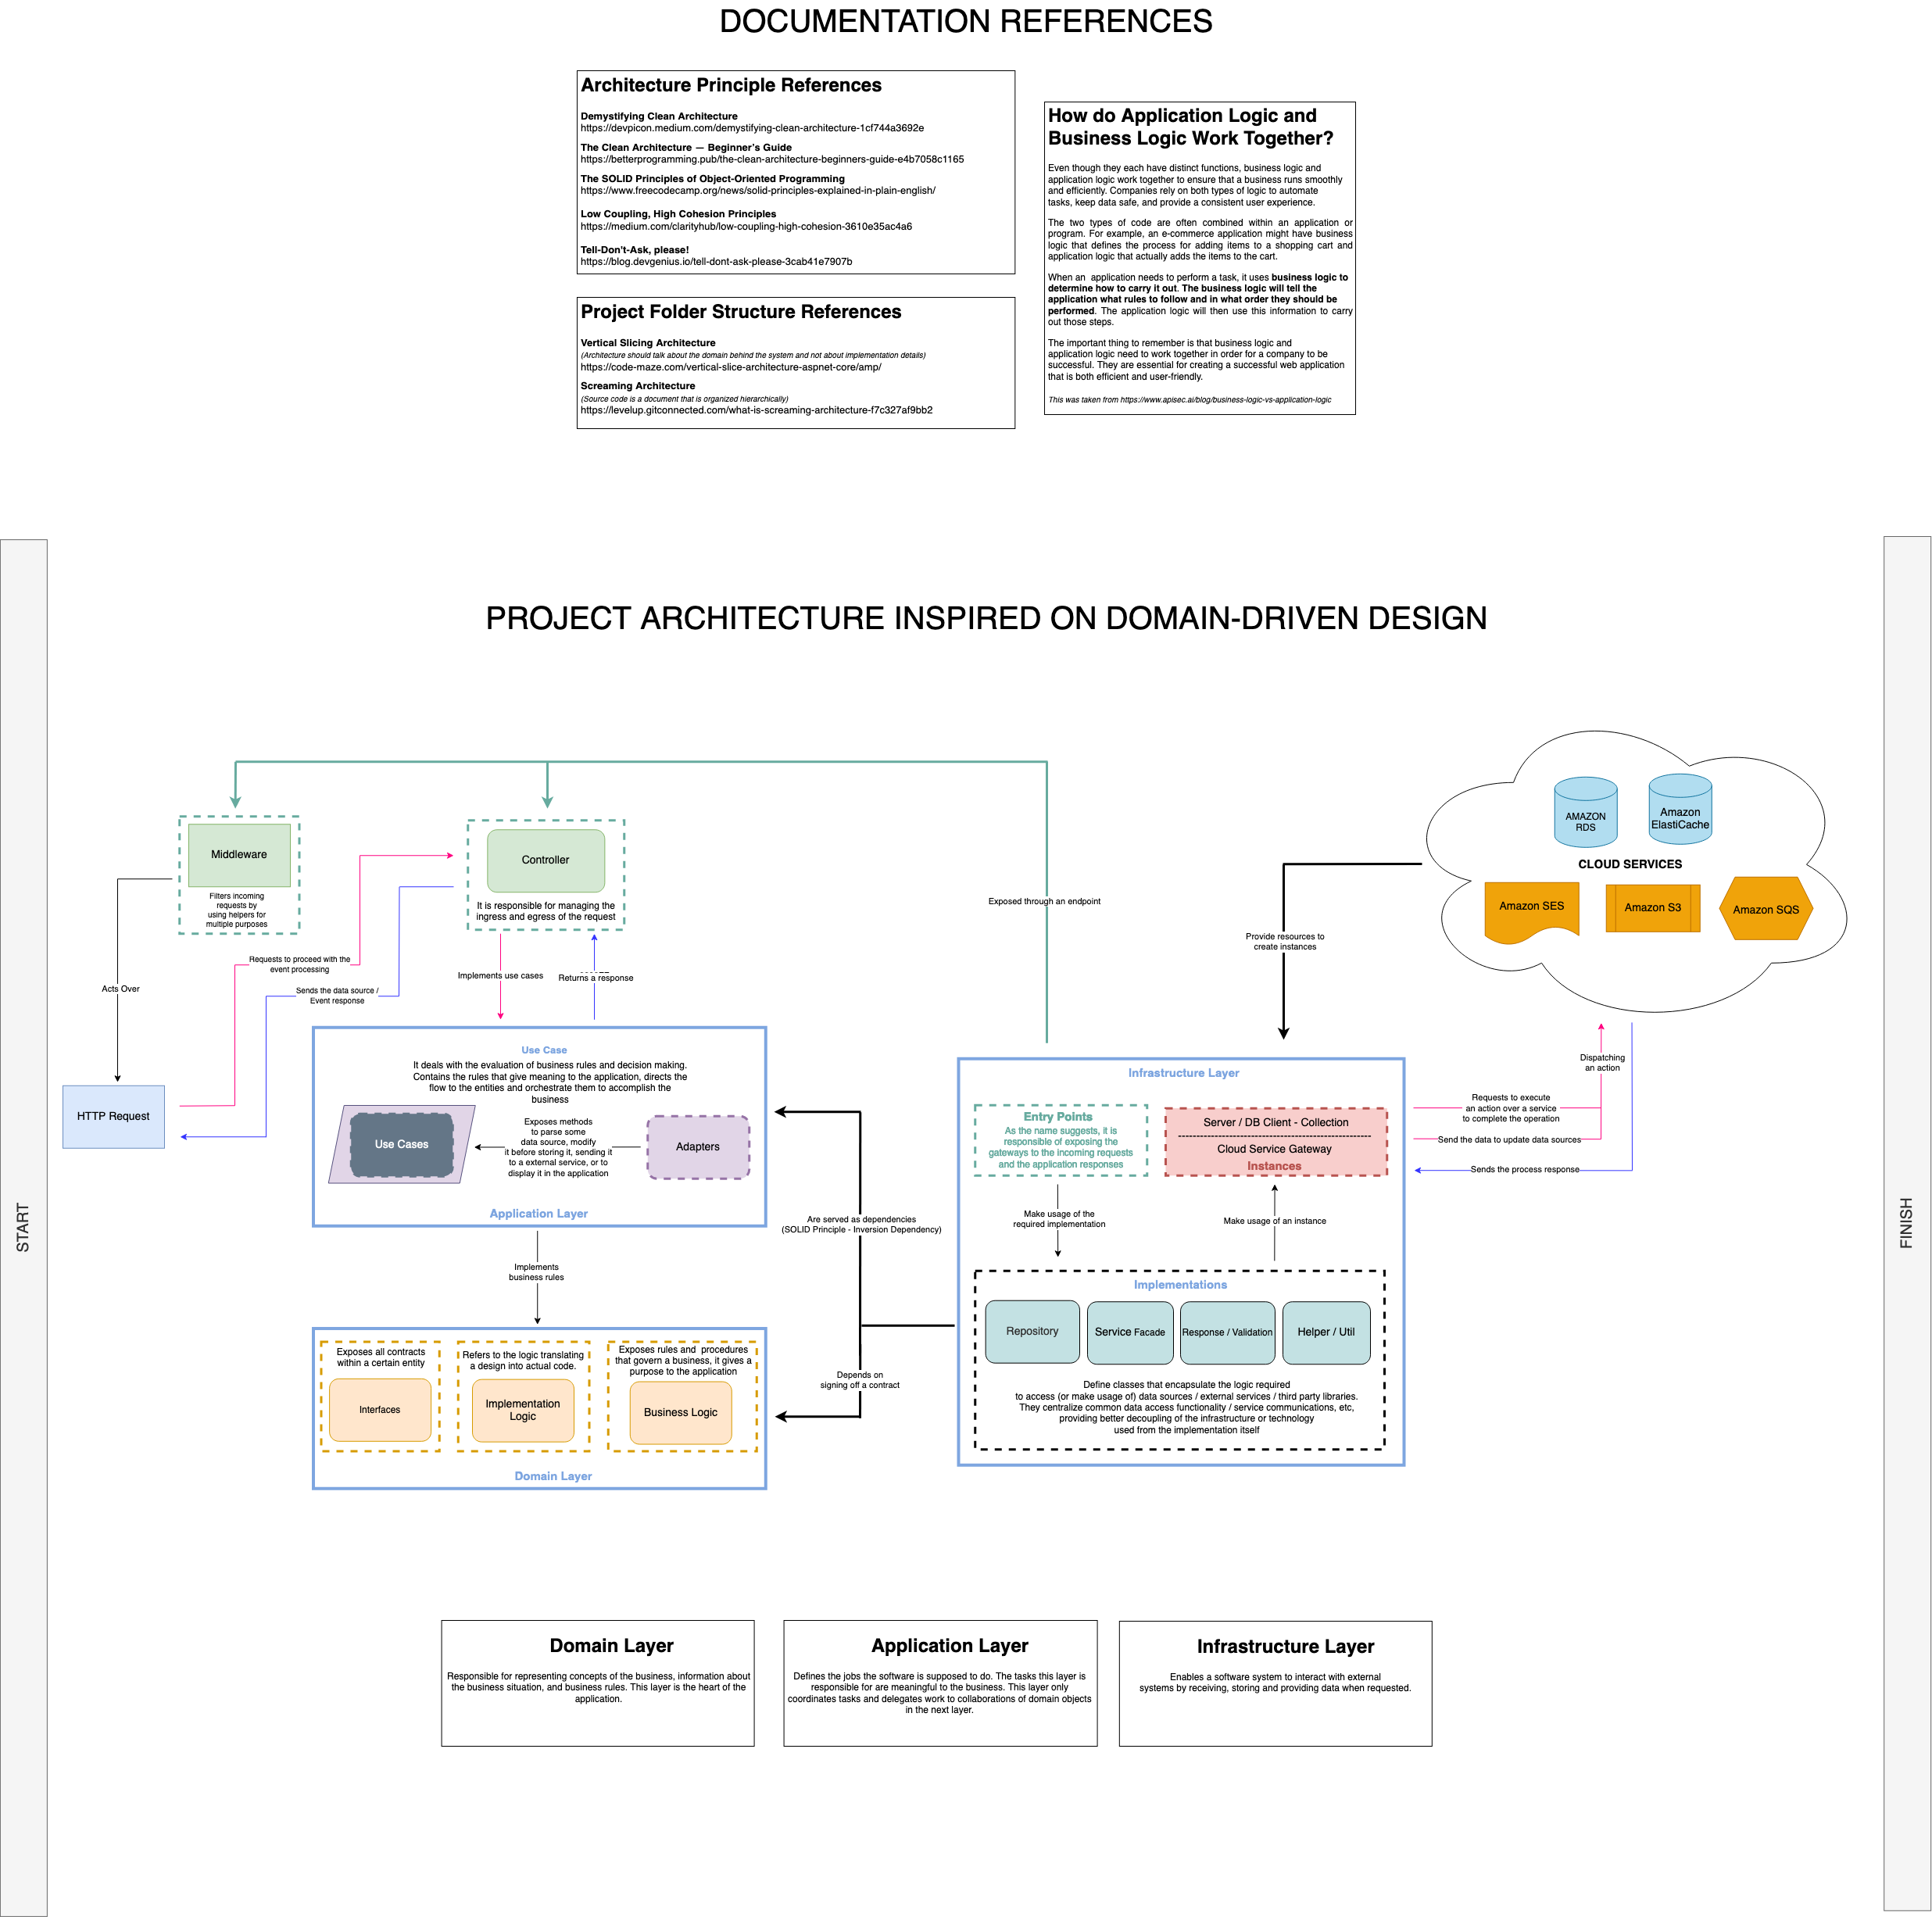 DOCUMENTATION REFERENCES
Architecture Principle References
Demystifying Clean Architecture
https://devpicon.medium.com/demystifying-clean-architecture-1cf744a3692e
The Clean Architecture — Beginner's Guide
https://betterprogramming.pub/the-clean-architecture-beginners-guide-e4b7058c1165
The SOLID Principles of Object-Oriented Programming
https://www.freecodecamp.org/news/solid-principles-explained-in-plain-english/
Low Coupling, High Cohesion Principles
https://medium.com/clarityhub/low-coupling-high-cohesion-3610e35ac4a6
Tell-Don't-Ask, please!
https://blog.devgenius.io/tell-dont-ask-please-3cab41e7907b
Project Folder Structure References
Vertical Slicing Architecture
(Architecture should talk about the domain behind the system and not about implementation details)
https://code-maze.com/vertical-slice-architecture-aspnet-core/amp/
Screaming Architecture
(Source code is a document that is organized hierarchically)
https://levelup.gitconnected.com/what-is-screaming-architecture-f7c327af9bb2
How do Application Logic and
Business Logic Work Together?
Even though they each have distinct functions, business logic and
application logic work together to ensure that a business runs smoothly
and efficiently. Companies rely on both types of logic to automate
tasks, keep data safe, and provide a consistent user experience.
The two types of code are often combined within an application or
program. For example, an e-commerce application might have business
logic that defines the process for adding items to a shopping cart and
application logic that actually adds the items to the cart.
When an application needs to perform a task, it uses business logic to
determine how to carry it out. The business logic will tell the
application what rules to follow and in what order they should be
performed. The application logic will then use this information to carry
out those steps.
The important thing to remember is that business logic and
application logic need to work together in order for a company to be
successful. They are essential for creating a successful web application
that is both efficient and user-friendly.
This was taken from https://www.apisec.ai/blog/business-logic-vs-application-logic
START
FINISH
PROJECT ARCHITECTURE INSPIRED ON DOMAIN-DRIVEN DESIGN
Middleware
Filters incoming
requests by
using helpers for
multiple purposes
Controller
It is responsible for managing the
ingress and egress of the request
Exposed through an endpoint
AMAZON
RDS
Amazon
ElastiCache
CLOUD SERVICES
Amazon SES
Amazon S3
Amazon SQS
Provide resources to
create instances
Requests to proceed with the
event processing
Sends the data source /
Event response
Acts Over
Implements use cases
Returns a response
HTTP Request
Use Case
It deals with the evaluation of business rules and decision making.
Contains the rules that give meaning to the application, directs the
flow to the entities and orchestrate them to accomplish the
business
Use Cases
Exposes methods
to parse some
data source, modify
it before storing it, sending it
to a external service, or to
display it in the application
Adapters
Application Layer
Implements
business rules
Exposes all contracts
within a certain entity
Interfaces
Refers to the logic translating
a design into actual code.
Implementation
Logic
Exposes rules and procedures
that govern a business, it gives a
purpose to the application
Business Logic
Domain Layer
Are served as dependencies
(SOLID Principle - Inversion Dependency)
Depends on
signing off a contract
Infrastructure Layer
Entry Points
As the name suggests, it is
responsible of exposing the
gateways to the incoming requests
and the application responses
Server / DB Client - Collection
Cloud Service Gateway
Instances
Make usage of the
required implementation
Make usage of an instance
Implementations
Repository
Service Facade
Response / Validation
Helper / Util
Define classes that encapsulate the logic required
to access (or make usage of) data sources / external services / third party libraries.
They centralize common data access functionality / service communications, etc,
providing better decoupling of the infrastructure or technology
used from the implementation itself
Dispatching
an action
Requests to execute
an action over a service
to complete the operation
Send the data to update data sources
Sends the process response
Domain Layer
Responsible for representing concepts of the business, information about
the business situation, and business rules. This layer is the heart of the
application.
Application Layer
Defines the jobs the software is supposed to do. The tasks this layer is
responsible for are meaningful to the business. This layer only
coordinates tasks and delegates work to collaborations of domain objects
in the next layer.
Infrastructure Layer
Enables a software system to interact with external
systems by receiving, storing and providing data when requested.